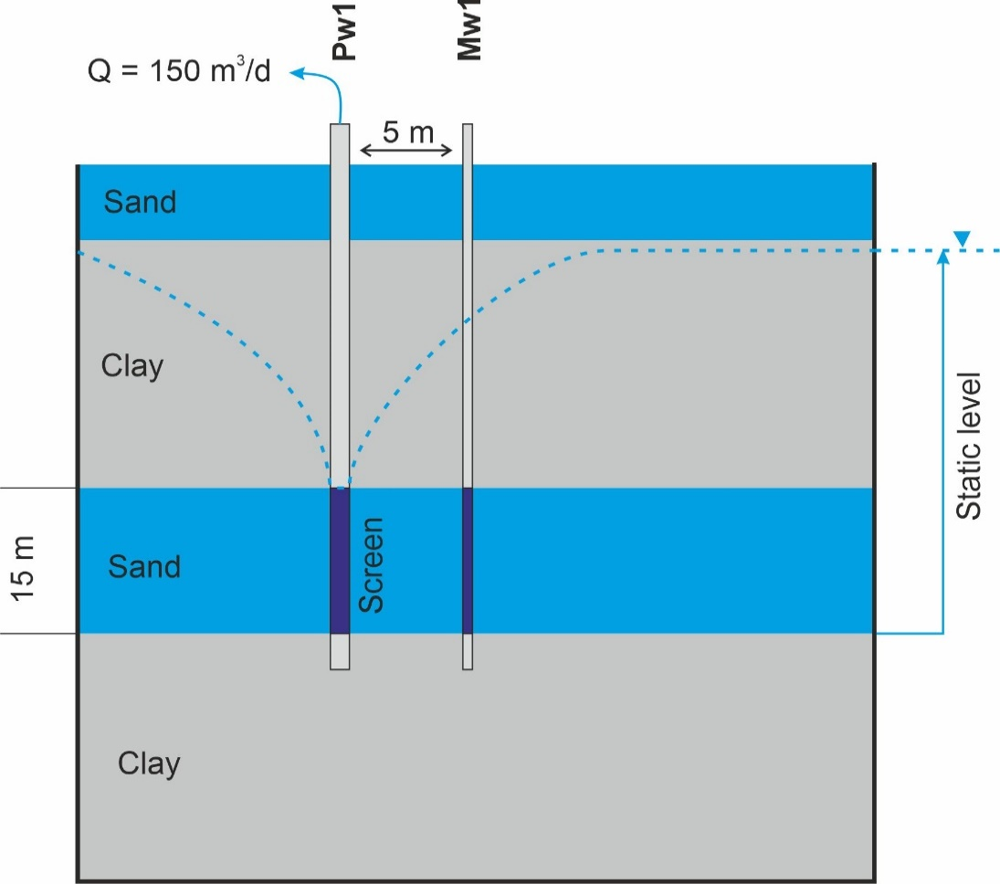 Pw1
Mw1
Q = 150 m³/d
5 m
Sand
Clay
Static level
15 m
Sand
Screen
Clay